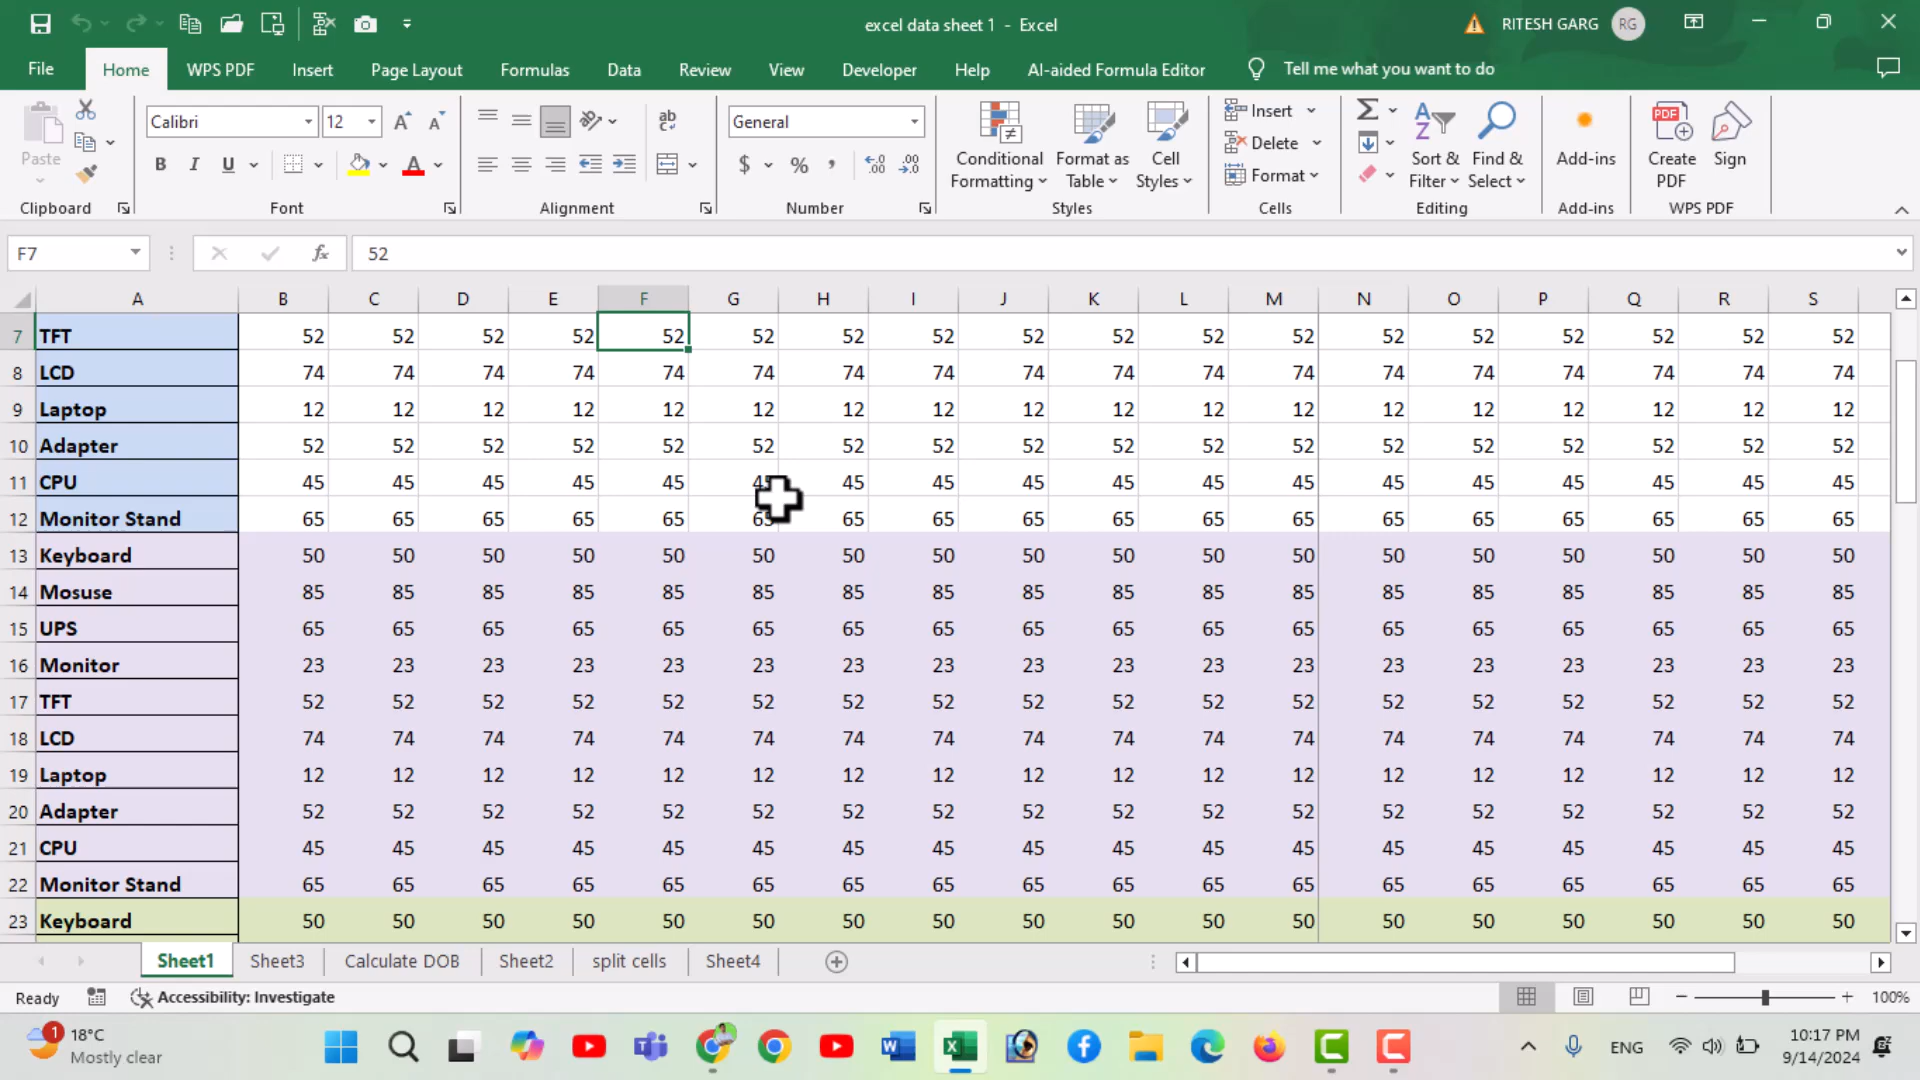 excel data sheet 1 - Excel
RITESH GARG RG
File Home WPS PDF Insert Page Layout Formulas Data Review View Developer Help AI-aided Formula Editor Tell me what you want to do
Paste Calibri 12 General Conditional Formatting Format as Table Cell Styles Insert Delete Format Sort & Filter Find & Select Add-ins Create PDF Sign
Clipboard Font Alignment Number Styles Cells Editing Add-ins WPS PDF
F7 fx 52
A B C D E F G H I J K L M N O P Q R S
7 TFT 52 52 52 52 52 52 52 52 52 52 52 52 52 52 52 52 52 52
8 LCD 74 74 74 74 74 74 74 74 74 74 74 74 74 74 74 74 74 74
9 Laptop 12 12 12 12 12 12 12 12 12 12 12 12 12 12 12 12 12 12
10 Adapter 52 52 52 52 52 52 52 52 52 52 52 52 52 52 52 52 52 52
11 CPU 45 45 45 45 45 45 45 45 45 45 45 45 45 45 45 45 45 45
12 Monitor Stand 65 65 65 65 65 65 65 65 65 65 65 65 65 65 65 65 65 65
13 Keyboard 50 50 50 50 50 50 50 50 50 50 50 50 50 50 50 50 50 50
14 Mosuse 85 85 85 85 85 85 85 85 85 85 85 85 85 85 85 85 85 85
15 UPS 65 65 65 65 65 65 65 65 65 65 65 65 65 65 65 65 65 65
16 Monitor 23 23 23 23 23 23 23 23 23 23 23 23 23 23 23 23 23 23
17 TFT 52 52 52 52 52 52 52 52 52 52 52 52 52 52 52 52 52 52
18 LCD 74 74 74 74 74 74 74 74 74 74 74 74 74 74 74 74 74 74
19 Laptop 12 12 12 12 12 12 12 12 12 12 12 12 12 12 12 12 12 12
20 Adapter 52 52 52 52 52 52 52 52 52 52 52 52 52 52 52 52 52 52
21 CPU 45 45 45 45 45 45 45 45 45 45 45 45 45 45 45 45 45 45
22 Monitor Stand 65 65 65 65 65 65 65 65 65 65 65 65 65 65 65 65 65 65
23 Keyboard 50 50 50 50 50 50 50 50 50 50 50 50 50 50 50 50 50 50
Sheet1 Sheet3 Calculate DOB Sheet2 split cells Sheet4
Ready Accessibility: Investigate 100%
1 18°C ENG 10:17 PM
Mostly clear 9/14/2024